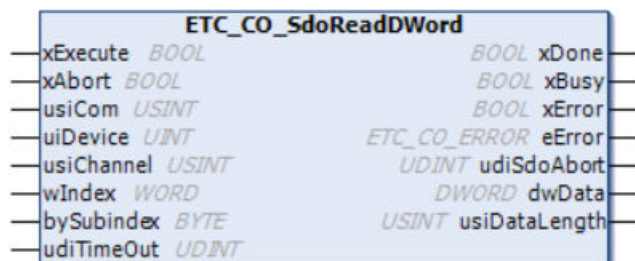 ETC_CO_SdoReadDWord
xExecute BOOL BOOL xDone
xAbort BOOL BOOL xBusy
usiCom USINT BOOL xError
uiDevice UINT ETC_CO_ERROR eError
usiChannel USINT UDINT udiSdoAbort
wIndex WORD DWORD dwData
bySubindex BYTE USINT usiDataLength
udiTimeOut UDINT